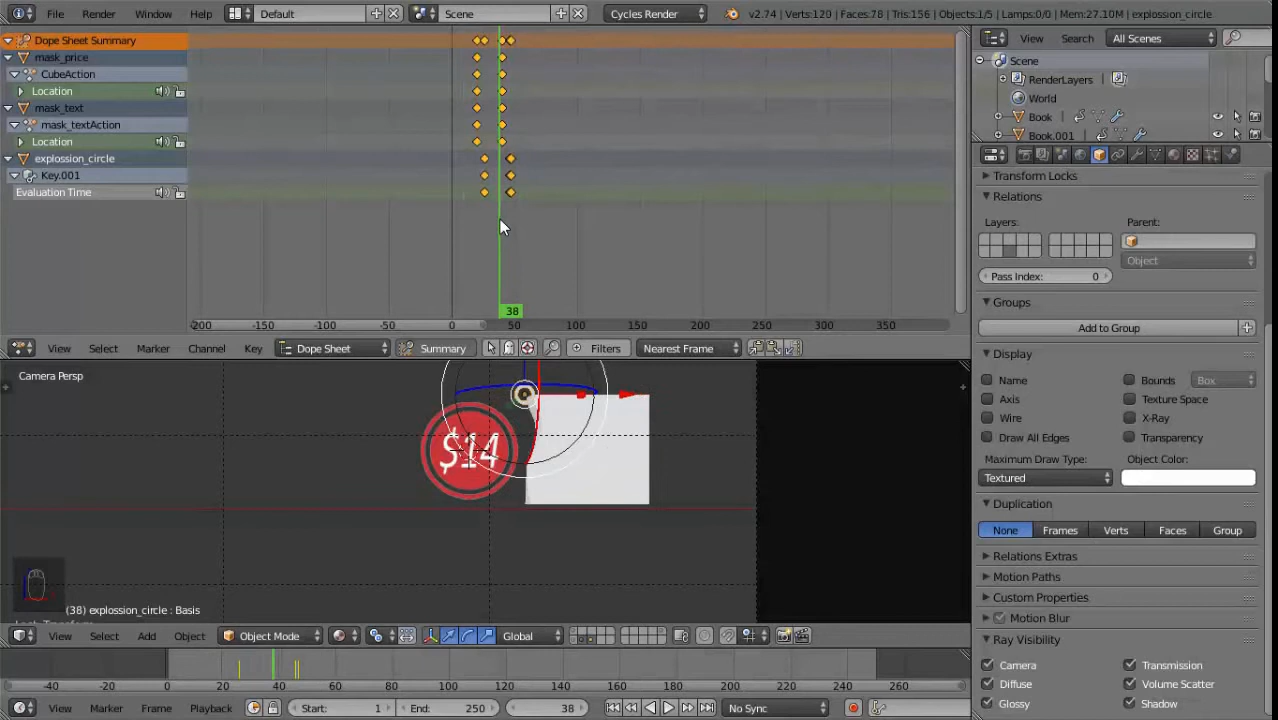 File Render Window Help Default Scene Cycles Render v2.74 | Verts:120 | Faces:78 | Tris:156 | Objects:1/5 | Lamps:0/0 | Mem:27.10M | explossion_circle
Dope Sheet Summary
mask_price
CubeAction
Location
mask_text
mask_textAction
Location
explossion_circle
Key.001
Evaluation Time
38
-200 -150 -100 -50 0 50 100 150 200 250 300 350
View Select Marker Channel Key Dope Sheet Summary Filters Nearest Frame
Camera Persp
$14
(38) explossion_circle : Basis
View Select Add Object Object Mode Global
-40 -20 0 20 40 60 80 100 120 140 160 180 200 220 240 260
View Marker Frame Playback Start: 1 End: 250 38 No Sync
View Search All Scenes
Scene
RenderLayers
World
Book
Book.001
Transform Locks
Relations
Layers: Parent:
Object
Pass Index: 0
Groups
Add to Group
Display
Name Bounds Box
Axis Texture Space
Wire X-Ray
Draw All Edges Transparency
Maximum Draw Type: Object Color:
Textured
Duplication
None Frames Verts Faces Group
Relations Extras
Motion Paths
Custom Properties
Motion Blur
Ray Visibility
Camera Transmission
Diffuse Volume Scatter
Glossy Shadow